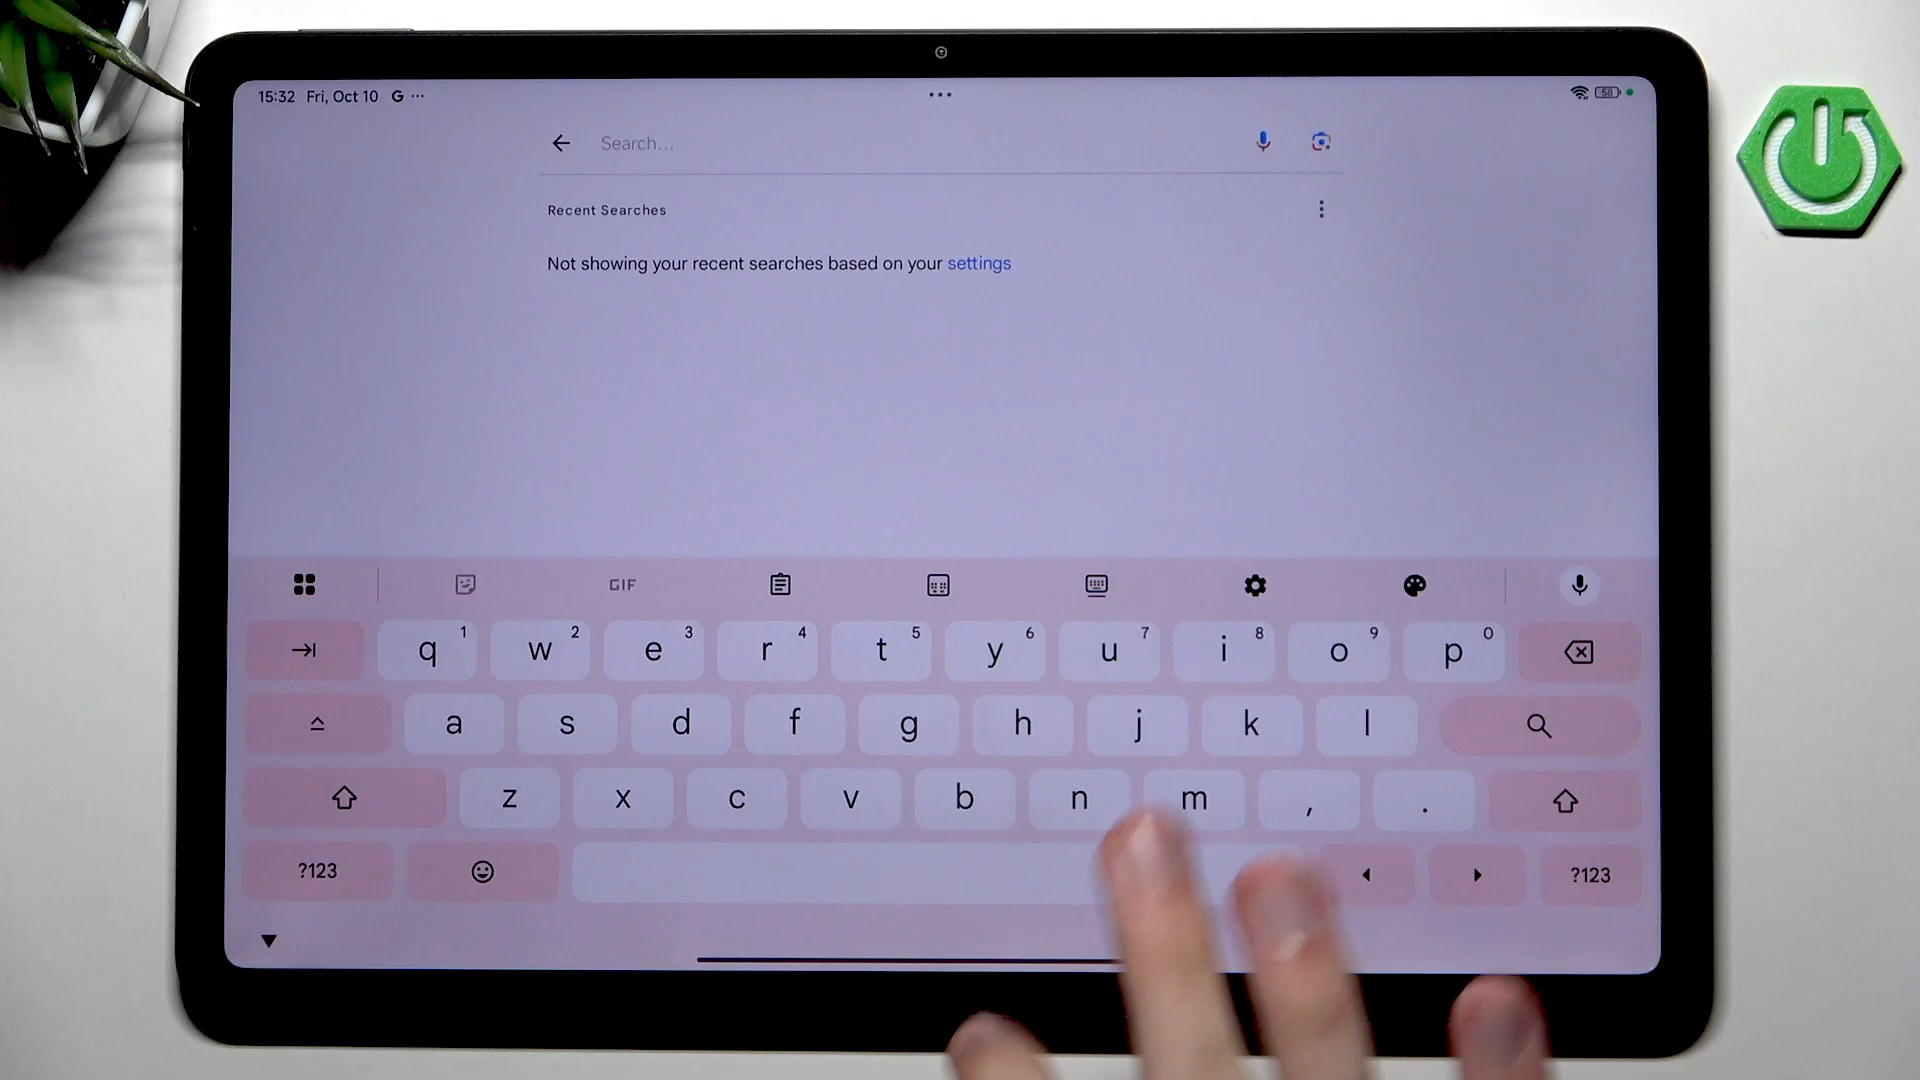 15:32 Fri, Oct 10 G ...
58
Search...
Recent Searches
Not showing your recent searches based on your settings
GIF
q 1 w 2 e 3 r 4 t 5 y 6 u 7 i 8 o 9 p 0
a s d f g h j k l
z x c v b n m , .
?123 ?123